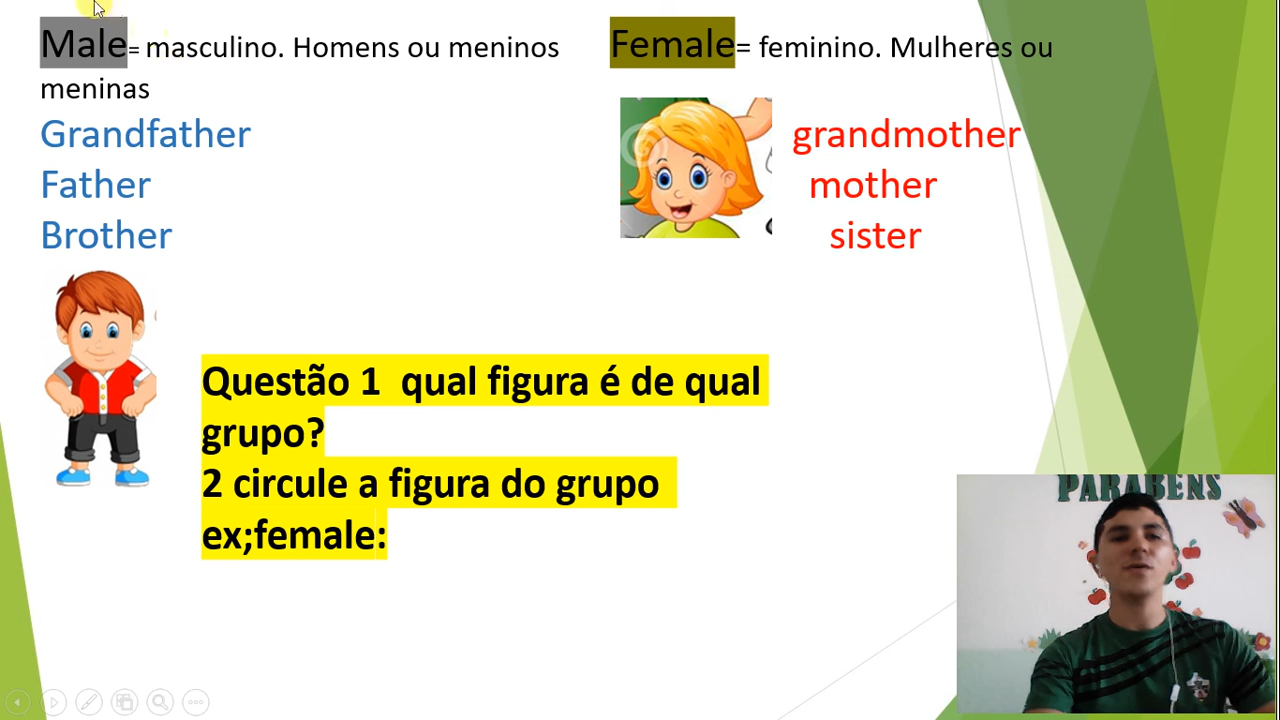 Male= masculino. Homens ou meninos Female= feminino. Mulheres ou
meninas
Grandfather
Father
Brother
grandmother
mother
sister
Questão 1 qual figura é de qual
grupo?
2 circule a figura do grupo
ex;female:
PARABENS